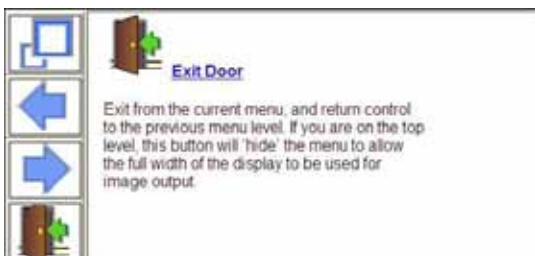 Exit Door
Exit from the current menu, and return control
to the previous menu level. If you are on the top
level, this button will 'hide' the menu to allow
the full width of the display to be used for
image output.